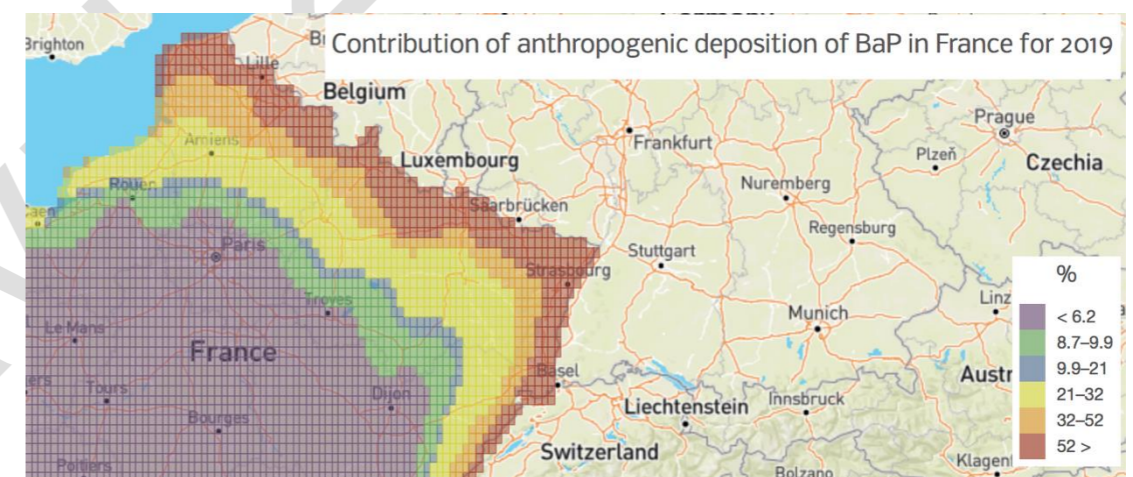 Contribution of anthropogenic deposition of BaP in France for 2019
Brighton
Lille
Belgium
Amiens
Rouen
Luxembourg
Saarbrücken
Frankfurt
Prague
Plzeň
Czechia
Nuremberg
Regensburg
Paris
Strasbourg
Stuttgart
Troyes
Munich
Linz
Le Mans
France
Basel
Tours
Dijon
Bourges
Liechtenstein
Innsbruck
Switzerland
Poitiers
Bolzano
%
< 6.2
8.7–9.9
9.9–21
21–32
32–52
52 >